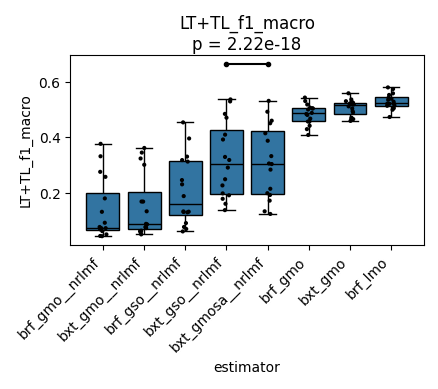 LT+TL_f1_macro
p = 2.22e-18
LT+TL_f1_macro
0.6
0.4
0.2
brf_gmo__nrlmf
bxt_gmo__nrlmf
brf_gso__nrlmf
bxt_gso__nrlmf
bxt_gmosa__nrlmf
brf_gmo
bxt_gmo
brf_lmo
estimator